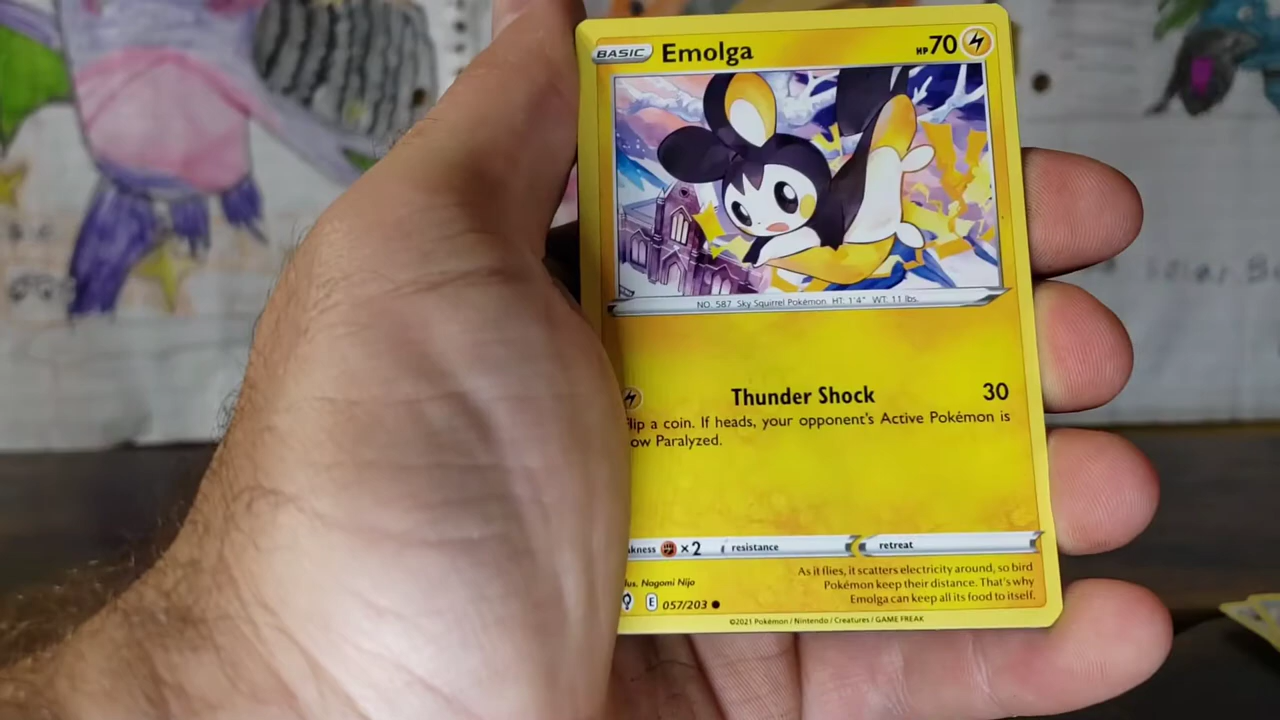 BASIC Emolga HP 70
NO. 587 Sky Squirrel Pokémon HT: 1'4" WT: 11 lbs.
Thunder Shock 30
lip a coin. If heads, your opponent's Active Pokémon is
ow Paralyzed.
kness ×2 resistance retreat
As it flies, it scatters electricity around, so bird
Pokémon keep their distance. That's why
Emolga can keep all its food to itself.
lus. Nagomi Nijo
E 057/203
©2021 Pokémon / Nintendo / Creatures / GAME FREAK